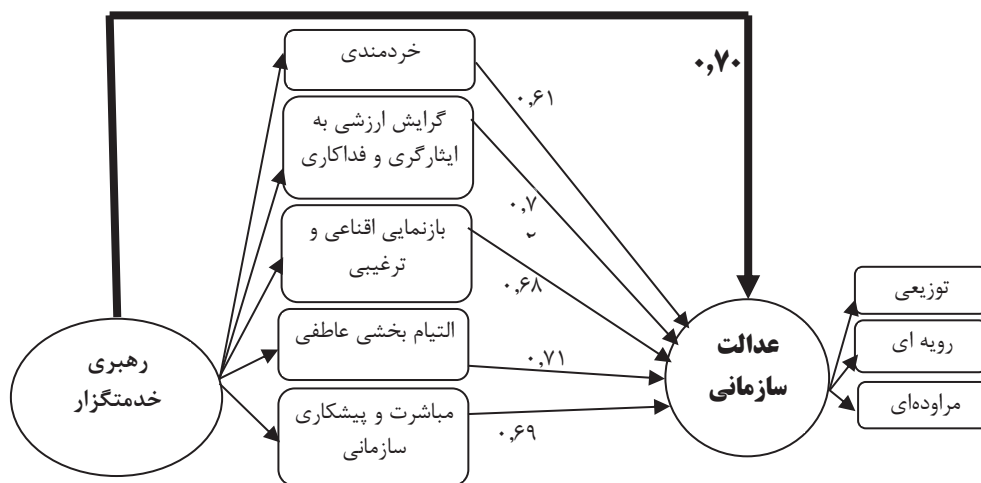 خردمندی
گرایش ارزشی به
ایثارگری و فداکاری
بازنمایی اقناعی و
ترغیبی
التیام بخشی عاطفی
مباشرت و پیشکاری
سازمانی
رهبری
خدمتگزار
۰,۷۰
۰,۶۱
۰,۷
۰,۶۸
۰,۷۱
۰,۶۹
عدالت
سازمانی
توزیعی
رویه ای
مراوده‌ای